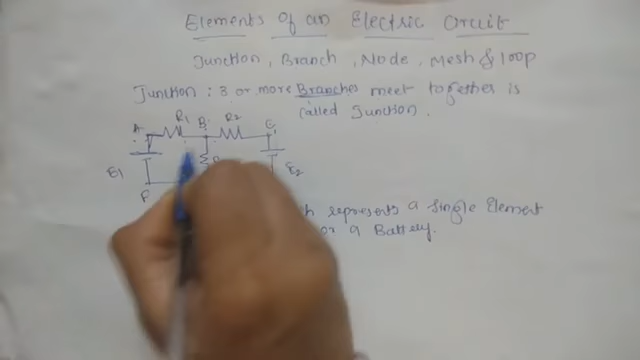 Elements Of an Electric Circuit
Junction, Branch, Node, Mesh & loop
Junction: 3 or more Branches meet together is
called Junction.
A R1 B R2 C
E1 E2
F
represents a single Element
or a Battery.